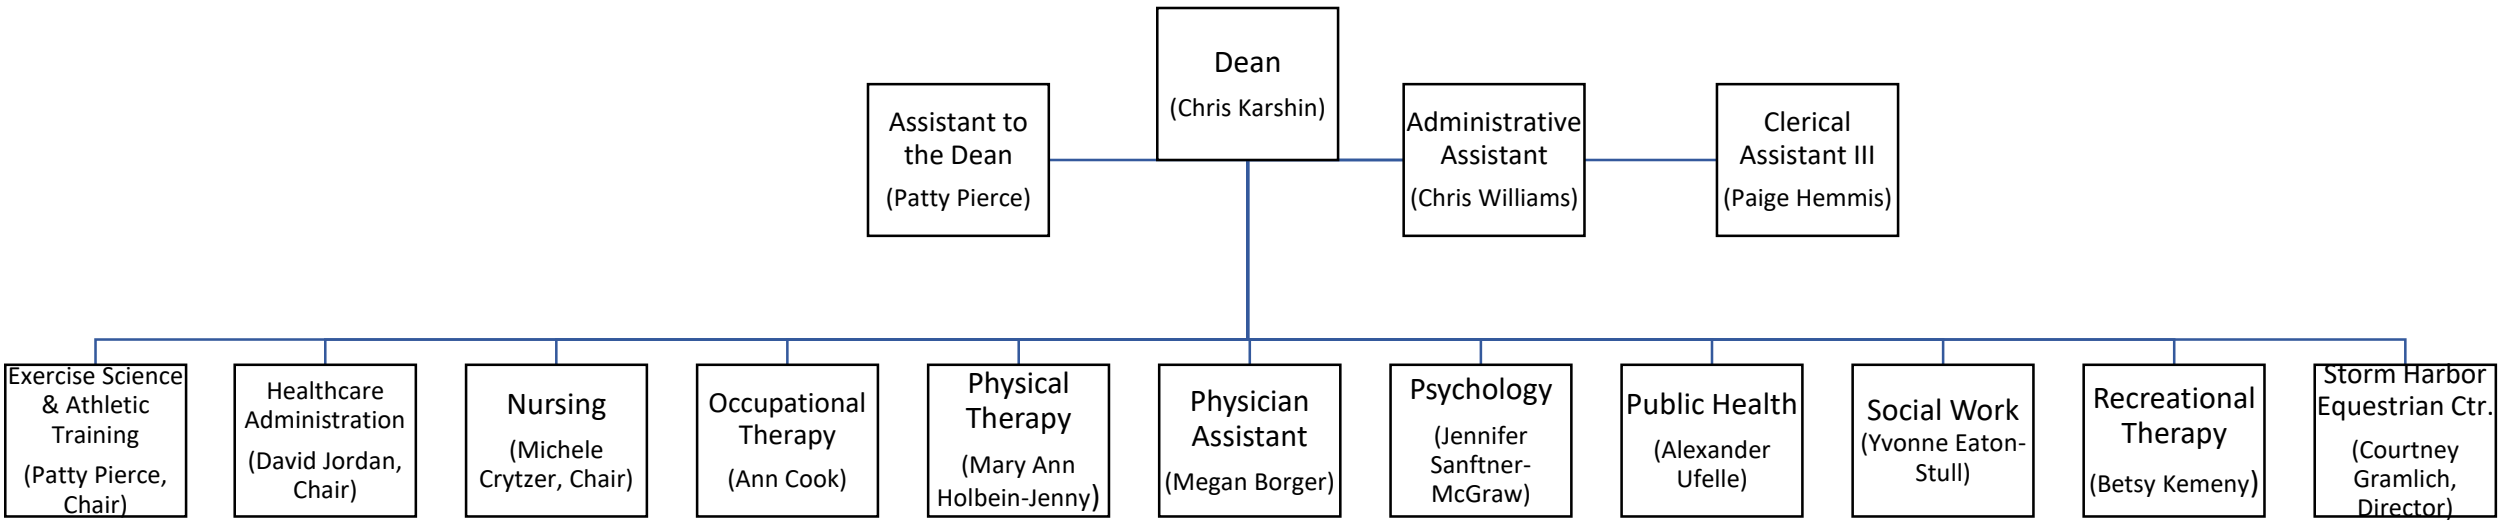 Dean
(Chris Karshin)
Assistant to
the Dean
(Patty Pierce)
Administrative
Assistant
(Chris Williams)
Clerical
Assistant III
(Paige Hemmis)
Exercise Science
& Athletic
Training
(Patty Pierce,
Chair)
Healthcare
Administration
(David Jordan,
Chair)
Nursing
(Michele
Crytzer, Chair)
Occupational
Therapy
(Ann Cook)
Physical
Therapy
(Mary Ann
Holbein-Jenny)
Physician
Assistant
(Megan Borger)
Psychology
(Jennifer
Sanftner-
McGraw)
Public Health
(Alexander
Ufelle)
Social Work
(Yvonne Eaton-
Stull)
Recreational
Therapy
(Betsy Kemeny)
Storm Harbor
Equestrian Ctr.
(Courtney
Gramlich,
Director)